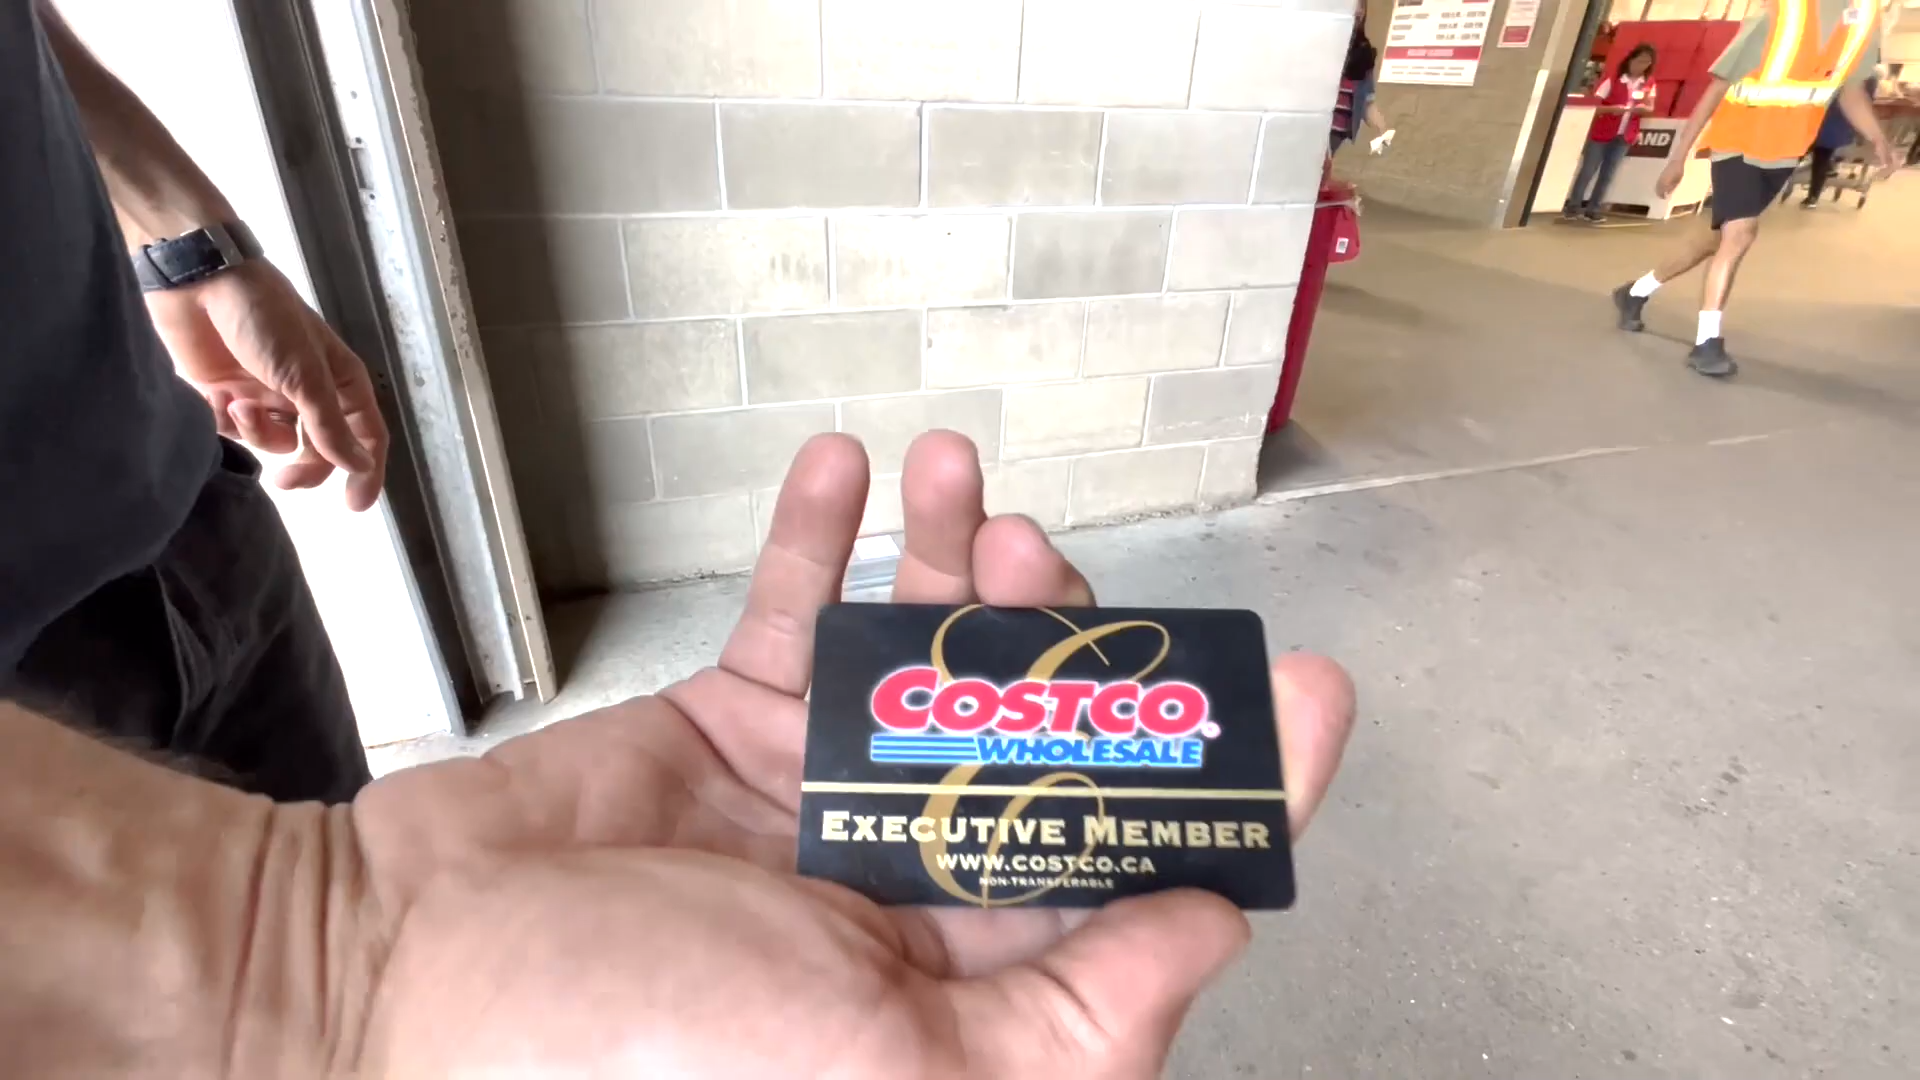 AND
COSTCO
WHOLESALE
EXECUTIVE MEMBER
WWW.COSTCO.CA
NON-TRANSFERABLE